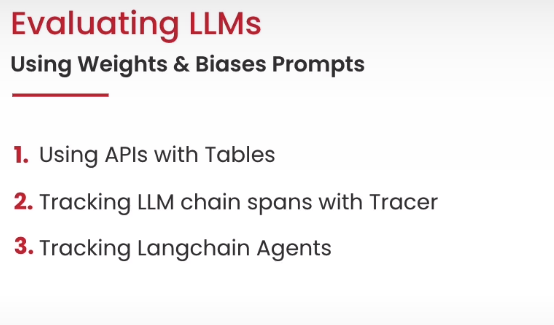 Evaluating LLMs
Using Weights & Biases Prompts
1. Using APIs with Tables
2. Tracking LLM chain spans with Tracer
3. Tracking Langchain Agents